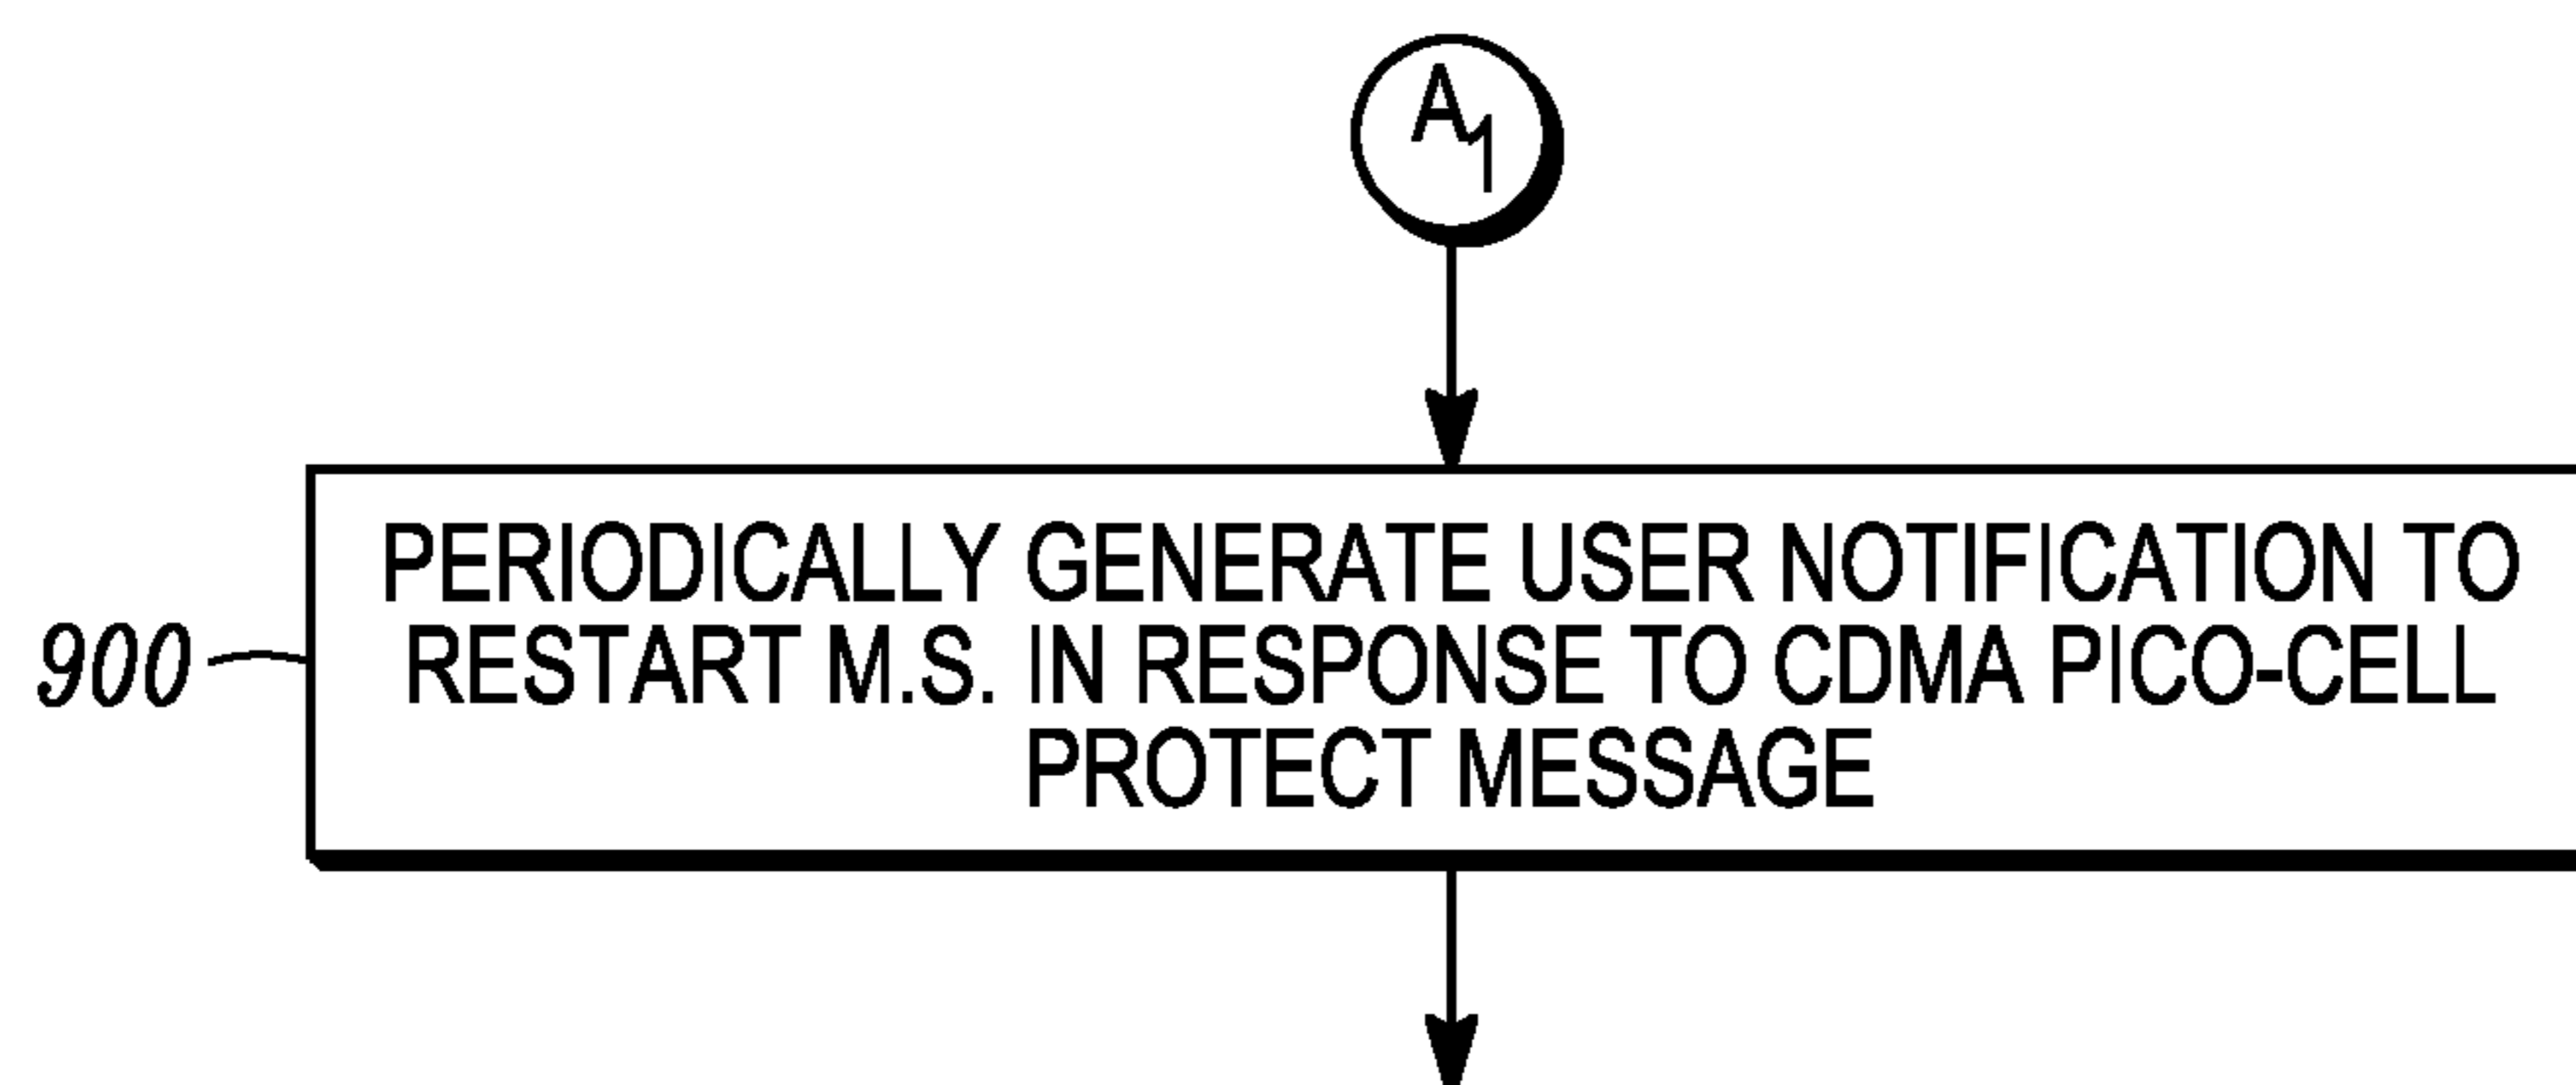 A1
PERIODICALLY GENERATE USER NOTIFICATION TO
900 RESTART M.S. IN RESPONSE TO CDMA PICO-CELL
PROTECT MESSAGE